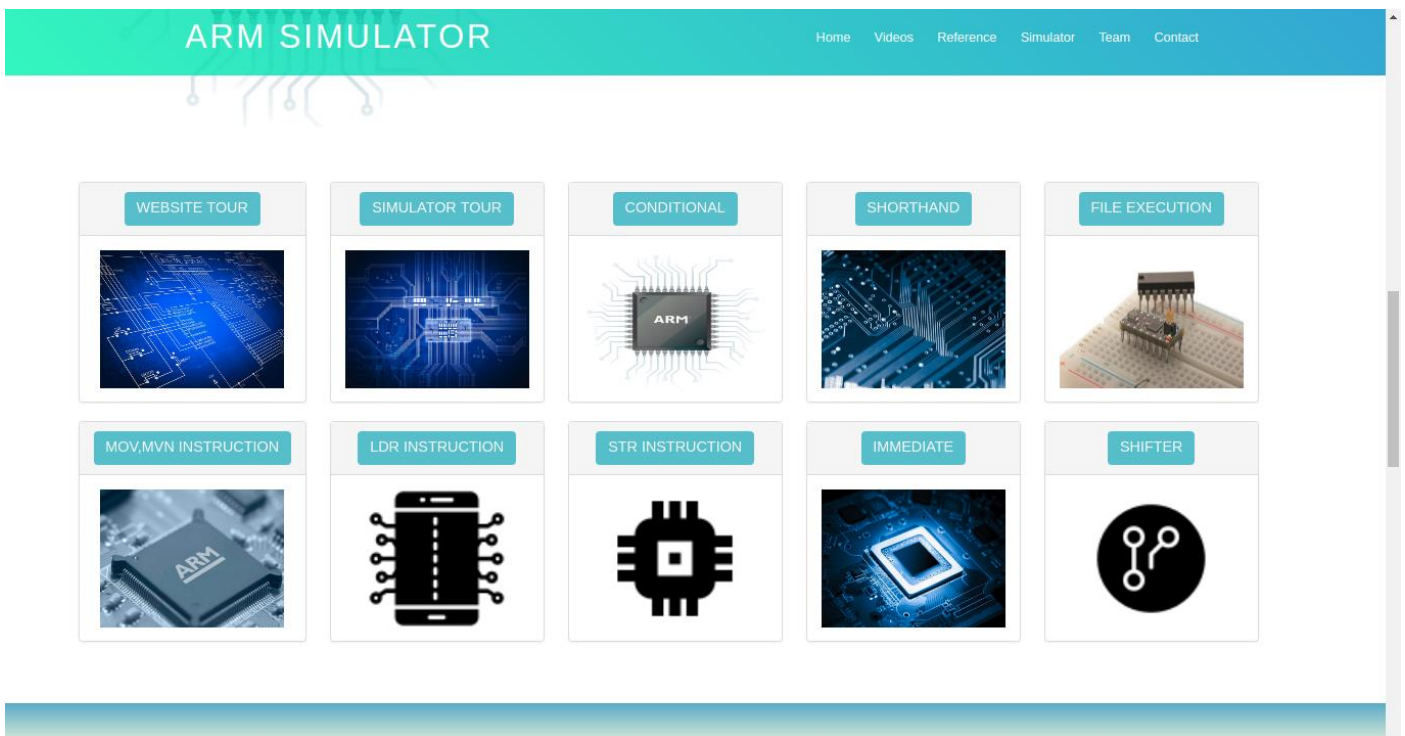 ARM SIMULATOR
Home Videos Reference Simulator Team Contact
WEBSITE TOUR
SIMULATOR TOUR
CONDITIONAL
SHORTHAND
FILE EXECUTION
ARM
MOV,MVN INSTRUCTION
LDR INSTRUCTION
STR INSTRUCTION
IMMEDIATE
SHIFTER
ARM